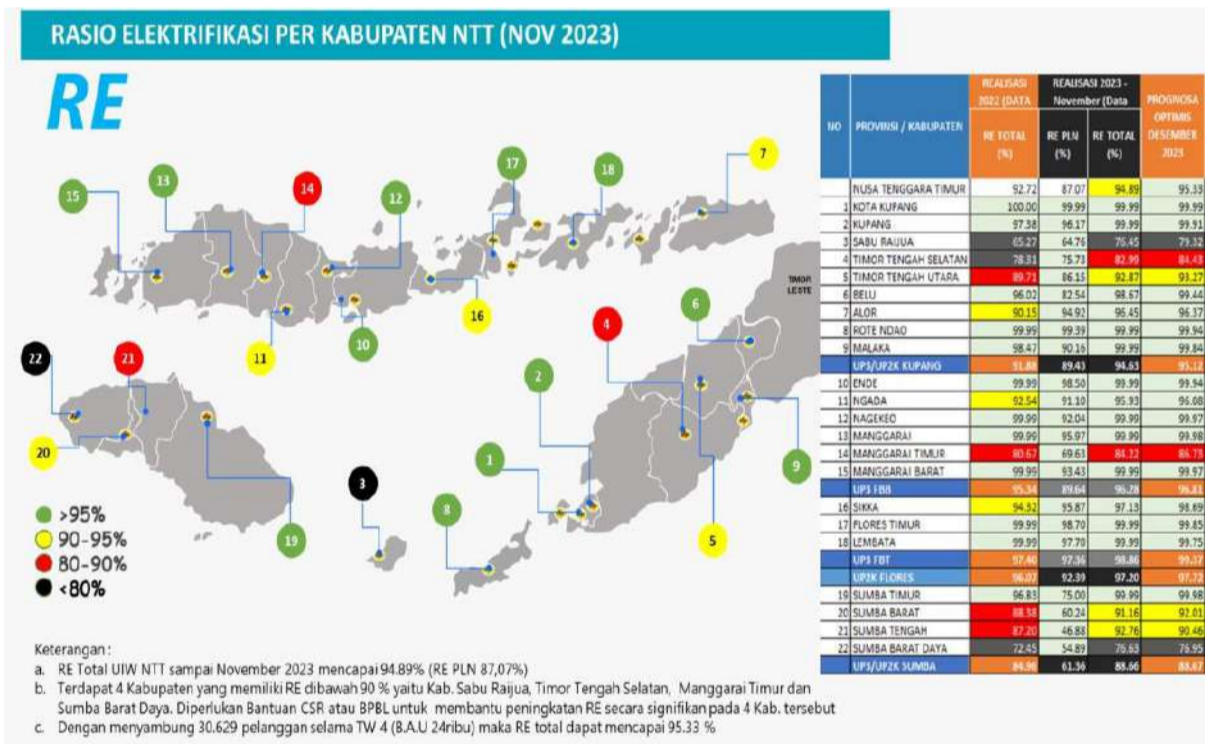 RASIO ELEKTRIFIKASI PER KABUPATEN NTT (NOV 2023)
RE
15
13
14
12
17
18
7
16
11
10
6
4
2
22
21
20
19
3
1
8
5
9
TIMOR
LESTE
>95%
90-95%
80-90%
<80%
NO PROVINSI / KABUPATEN REALISASI 2022 (DATA REALISASI 2023 - November (Data PROGNOSA OPTIMIS DESEMBER 2023
RE TOTAL (%) RE PLN (%) RE TOTAL (%)
NUSA TENGGARA TIMUR 92.72 87.07 94.89 95.33
1 KOTA KUPANG 100.00 99.99 99.99 99.99
2 KUPANG 97.38 96.17 99.99 99.91
3 SABU RAIJUA 65.27 64.76 76.45 79.32
4 TIMOR TENGAH SELATAN 78.31 75.73 82.99 84.43
5 TIMOR TENGAH UTARA 89.71 86.15 92.87 93.27
6 BELU 96.02 82.54 98.67 99.44
7 ALOR 90.15 94.92 96.45 96.37
8 ROTE NDAO 99.99 99.39 99.99 99.94
9 MALAKA 98.47 90.16 99.99 99.84
UP3/UP2K KUPANG 91.88 89.43 94.63 95.12
10 ENDE 99.99 98.50 99.99 99.94
11 NGADA 92.54 91.10 95.93 96.08
12 NAGEKEO 99.99 92.04 99.99 99.97
13 MANGGARAI 99.99 95.97 99.99 99.98
14 MANGGARAI TIMUR 80.67 69.63 84.22 86.73
15 MANGGARAI BARAT 99.99 93.43 99.99 99.97
UP3 FBB 95.34 89.64 96.28 96.81
16 SIKKA 94.32 95.87 97.13 98.69
17 FLORES TIMUR 99.99 98.70 99.99 99.85
18 LEMBATA 99.99 97.70 99.99 99.75
UP3 FBT 97.40 97.36 98.86 99.37
UP2K FLORES 96.07 92.39 97.20 97.72
19 SUMBA TIMUR 96.83 75.00 99.99 99.98
20 SUMBA BARAT 88.38 60.24 91.16 92.01
21 SUMBA TENGAH 87.20 46.88 92.76 90.46
22 SUMBA BARAT DAYA 72.45 54.89 76.63 76.95
UP3/UP2K SUMBA 84.98 61.36 88.66 88.67
Keterangan :
a. RE Total UIW NTT sampai November 2023 mencapai 94.89% (RE PLN 87,07%)
b. Terdapat 4 Kabupaten yang memiliki RE dibawah 90 % yaitu Kab. Sabu Raijua, Timor Tengah Selatan, Manggarai Timur dan
Sumba Barat Daya. Diperlukan Bantuan CSR atau BPBL untuk membantu peningkatan RE secara signifikan pada 4 Kab. tersebut
c. Dengan menyambung 30.629 pelanggan selama TW 4 (B.A.U 24ribu) maka RE total dapat mencapai 95.33 %